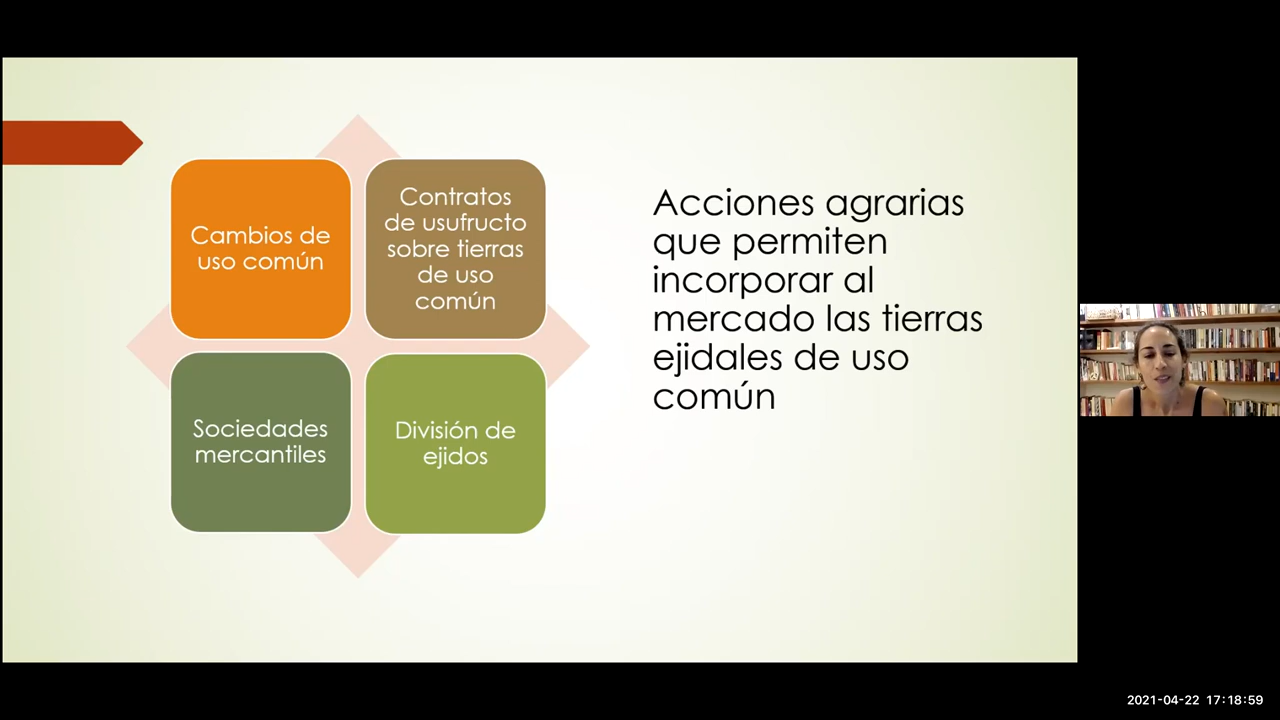 Cambios de
uso común
Contratos
de usufructo
sobre tierras
de uso
común
Sociedades
mercantiles
División de
ejidos
Acciones agrarias
que permiten
incorporar al
mercado las tierras
ejidales de uso
común
2021-04-22 17:18:59